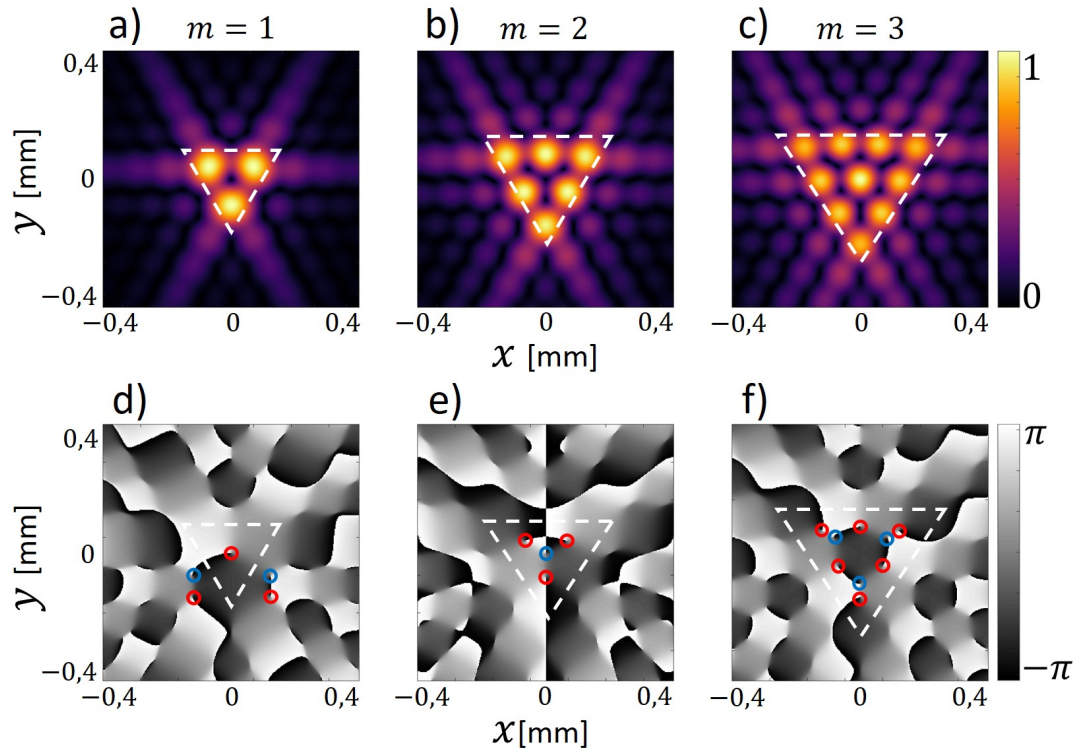 a) m = 1
b) m = 2
c) m = 3
0,4
0
−0,4
y [mm]
−0,4 0 0,4
−0,4 0 0,4
−0,4 0 0,4
x [mm]
1
0
d)
e)
f)
0,4
0
−0,4
y [mm]
−0,4 0 0,4
−0,4 0 0,4
−0,4 0 0,4
x [mm]
π
−π